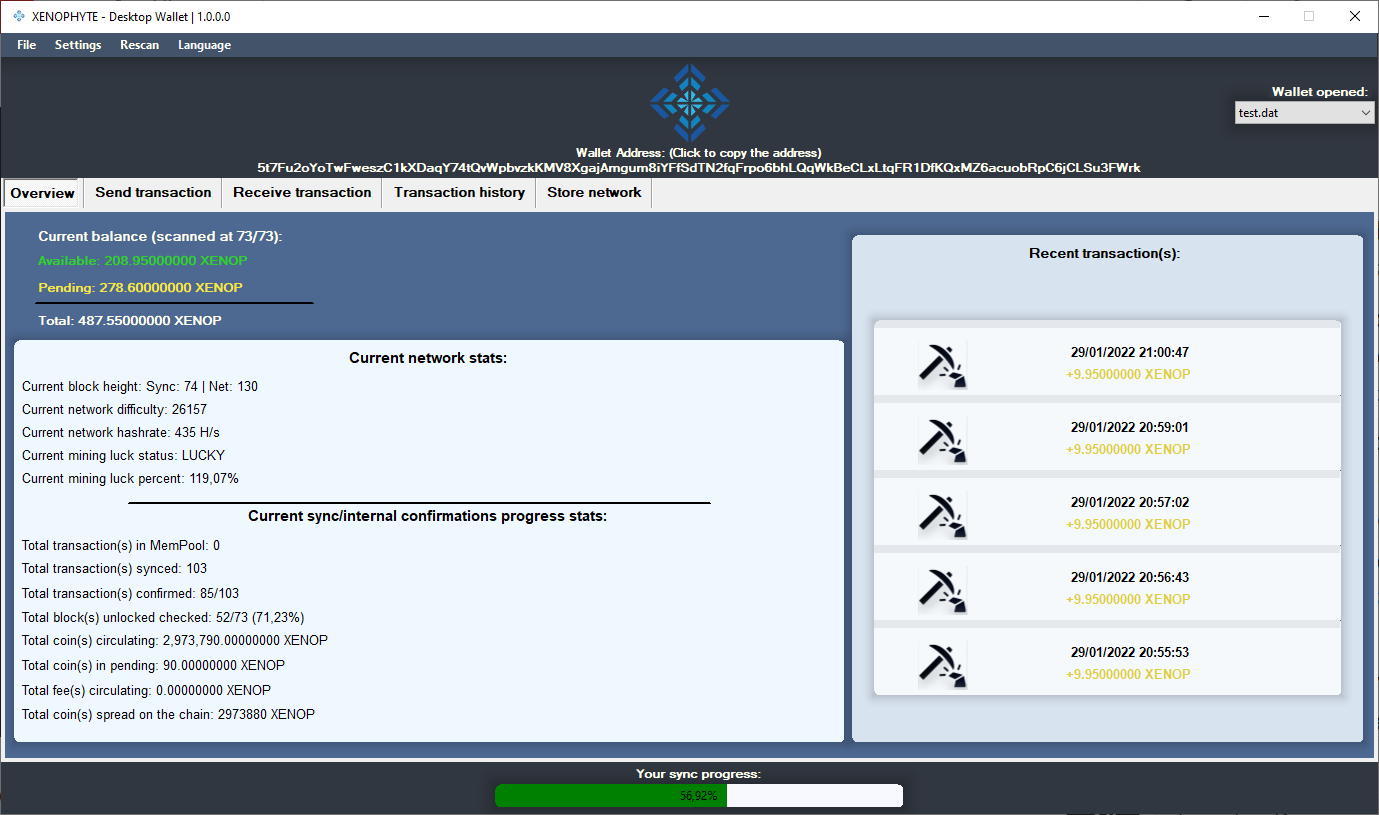 XENOPHYTE - Desktop Wallet | 1.0.0.0
File Settings Rescan Language
Wallet opened:
test.dat
Wallet Address: (Click to copy the address)
5t7Fu2oYoTwFweszC1kXDaqY74tQvWpbvzkKMV8XgajAmgum8iYFfSdTN2fqFrpo6bhLQqWkBeCLxLtqFR1DfKQxMZ6acuobRpC6jCLSu3FWrk
Overview Send transaction Receive transaction Transaction history Store network
Current balance (scanned at 73/73):
Available: 208.95000000 XENOP
Pending: 278.60000000 XENOP
Total: 487.55000000 XENOP
Current network stats:
Current block height: Sync: 74 | Net: 130
Current network difficulty: 26157
Current network hashrate: 435 H/s
Current mining luck status: LUCKY
Current mining luck percent: 119,07%
Current sync/internal confirmations progress stats:
Total transaction(s) in MemPool: 0
Total transaction(s) synced: 103
Total transaction(s) confirmed: 85/103
Total block(s) unlocked checked: 52/73 (71,23%)
Total coin(s) circulating: 2,973,790.00000000 XENOP
Total coin(s) in pending: 90.00000000 XENOP
Total fee(s) circulating: 0.00000000 XENOP
Total coin(s) spread on the chain: 2973880 XENOP
Recent transaction(s):
29/01/2022 21:00:47
+9.95000000 XENOP
29/01/2022 20:59:01
+9.95000000 XENOP
29/01/2022 20:57:02
+9.95000000 XENOP
29/01/2022 20:56:43
+9.95000000 XENOP
29/01/2022 20:55:53
+9.95000000 XENOP
Your sync progress:
56,92%